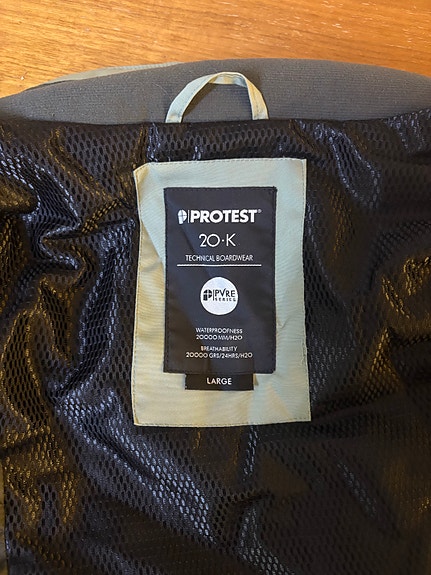 PROTEST®
20·K
TECHNICAL BOARDWEAR
PVRE
SERIES
WATERPROOFNESS
20000 MM/H2O
BREATHABILITY
20000 GRS/24HRS/H2O
LARGE